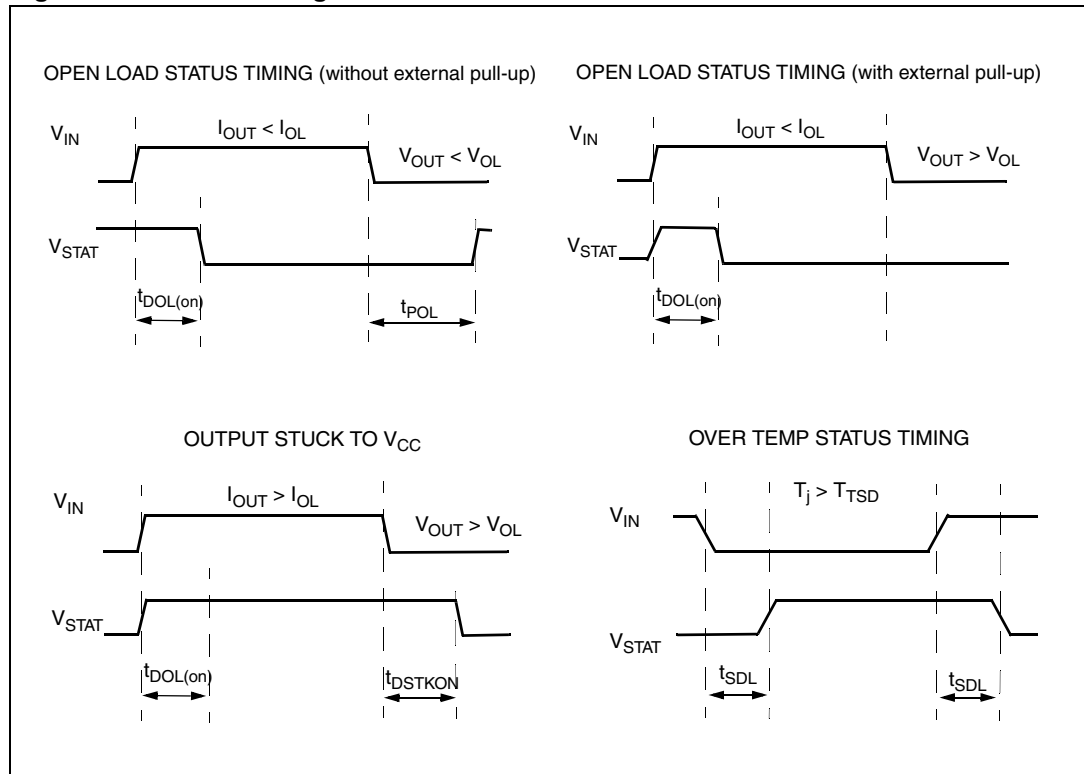 OPEN LOAD STATUS TIMING (without external pull-up)
VIN
IOUT < IOL
VOUT < VOL
VSTAT
tDOL(on)
tPOL
OPEN LOAD STATUS TIMING (with external pull-up)
VIN
IOUT < IOL
VOUT > VOL
VSTAT
tDOL(on)
OUTPUT STUCK TO VCC
VIN
IOUT > IOL
VOUT > VOL
VSTAT
tDOL(on)
tDSTKON
OVER TEMP STATUS TIMING
Tj > TTSD
VIN
VSTAT
tSDL
tSDL